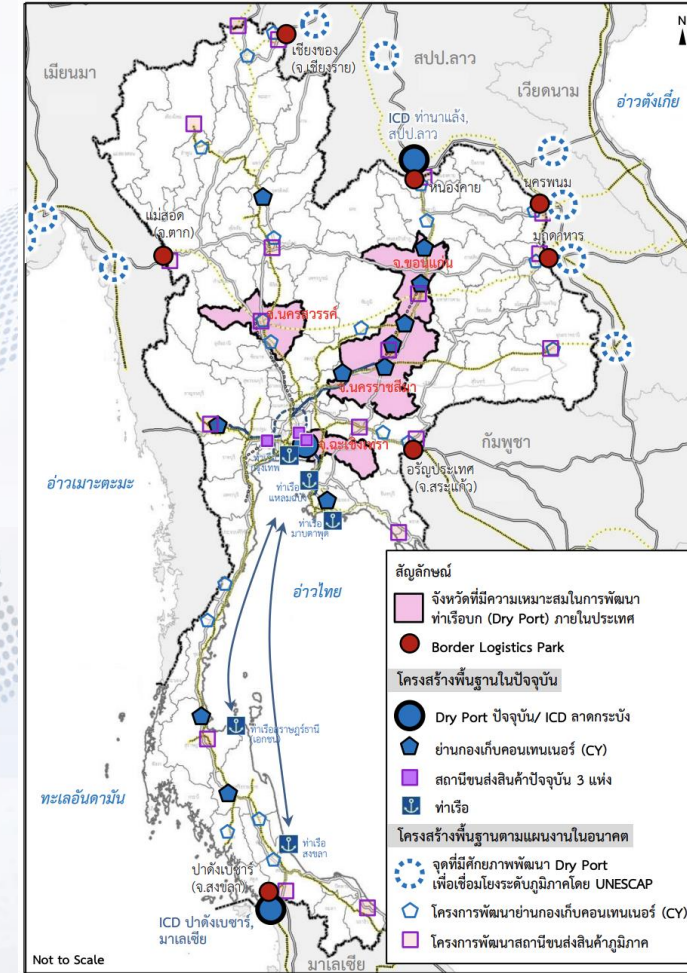 N
เชียงของ
(จ.เชียงราย)
เมียนมา
สปป.ลาว
เวียดนาม
อ่าวตังเกี๋ย
ICD ท่านาแล้ง,
สปป.ลาว
หนองคาย
นครพนม
แม่สอด
(จ.ตาก)
มุกดาหาร
จ.ขอนแก่น
จ.นครสวรรค์
จ.นครราชสีมา
จ.ฉะเชิงเทรา
กัมพูชา
ท่าเรือ
กรุงเทพ
อรัญประเทศ
(จ.สระแก้ว)
อ่าวเมาะตะมะ
ท่าเรือ
แหลมฉบัง
ท่าเรือ
มาบตาพุด
อ่าวไทย
ท่าเรือสุราษฎร์ธานี
(เอกชน)
ทะเลอันดามัน
ท่าเรือ
สงขลา
ปาดังเบซาร์
(จ.สงขลา)
ICD ปาดังเบซาร์,
มาเลเซีย
มาเลเซีย
Not to Scale
สัญลักษณ์
จังหวัดที่มีความเหมาะสมในการพัฒนา
ท่าเรือบก (Dry Port) ภายในประเทศ
Border Logistics Park
โครงสร้างพื้นฐานในปัจจุบัน
Dry Port ปัจจุบัน/ ICD ลาดกระบัง
ย่านกองเก็บคอนเทนเนอร์ (CY)
สถานีขนส่งสินค้าปัจจุบัน 3 แห่ง
ท่าเรือ
โครงสร้างพื้นฐานตามแผนงานในอนาคต
จุดที่มีศักยภาพพัฒนา Dry Port
เพื่อเชื่อมโยงระดับภูมิภาคโดย UNESCAP
โครงการพัฒนาย่านกองเก็บคอนเทนเนอร์ (CY)
โครงการพัฒนาสถานีขนส่งสินค้าภูมิภาค